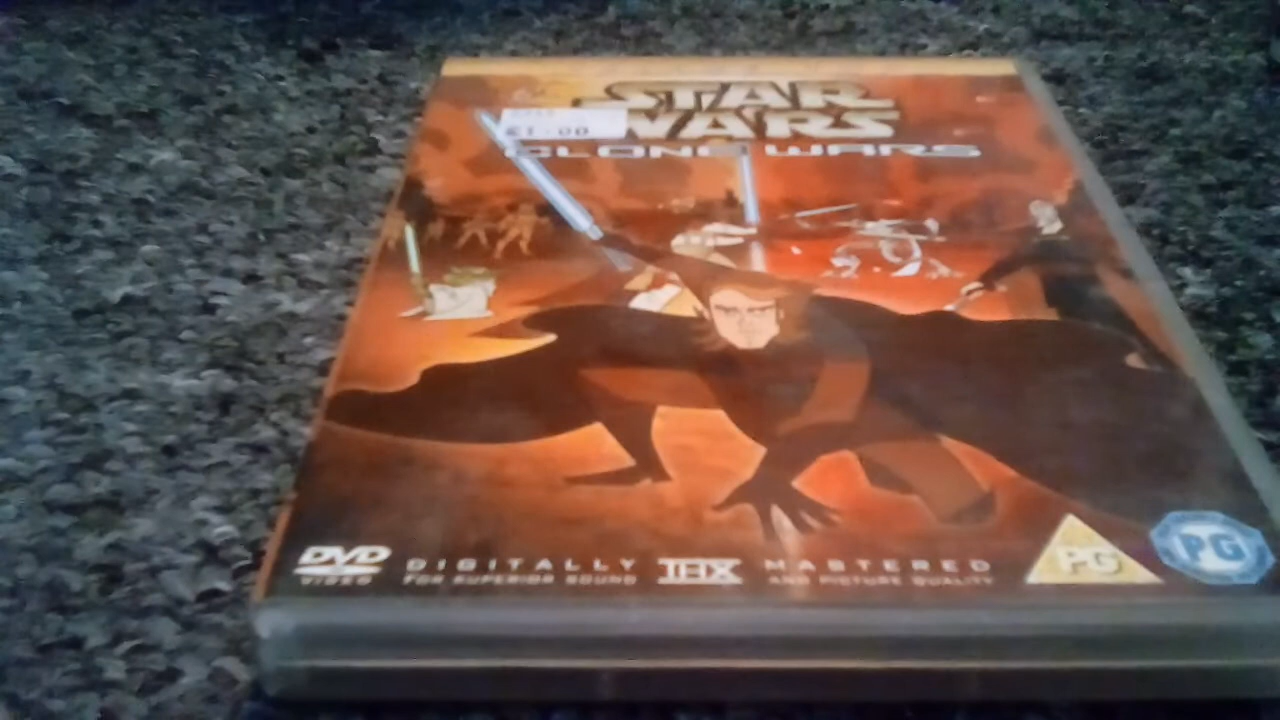 STAR
WARS
£1.00
CLONE WARS
DVD
VIDEO
DIGITALLY
FOR SUPERIOR SOUND
THX
MASTERED
AND PICTURE QUALITY
PG
PG